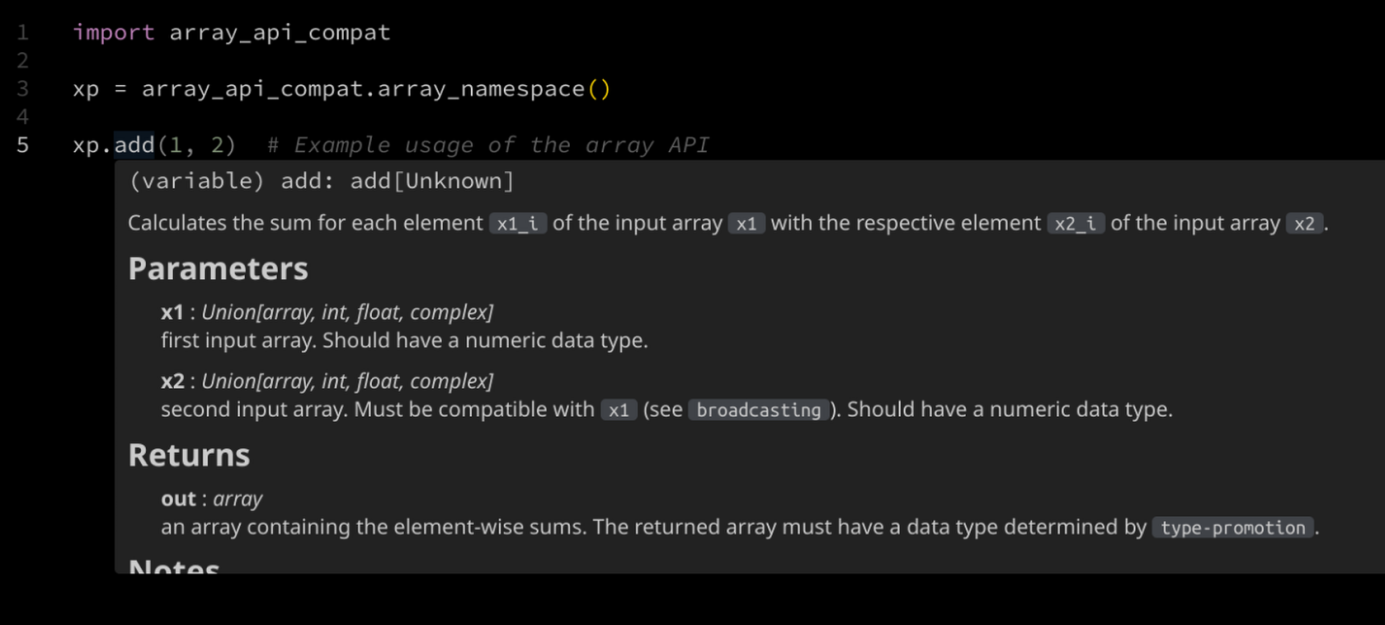 1 import array_api_compat
2
3 xp = array_api_compat.array_namespace()
4
5 xp.add(1, 2)  # Example usage of the array API
(variable) add: add[Unknown]
Calculates the sum for each element x1_i of the input array x1 with the respective element x2_i of the input array x2.
Parameters
x1 : Union[array, int, float, complex]
first input array. Should have a numeric data type.
x2 : Union[array, int, float, complex]
second input array. Must be compatible with x1 (see broadcasting). Should have a numeric data type.
Returns
out : array
an array containing the element-wise sums. The returned array must have a data type determined by type-promotion.
Notes